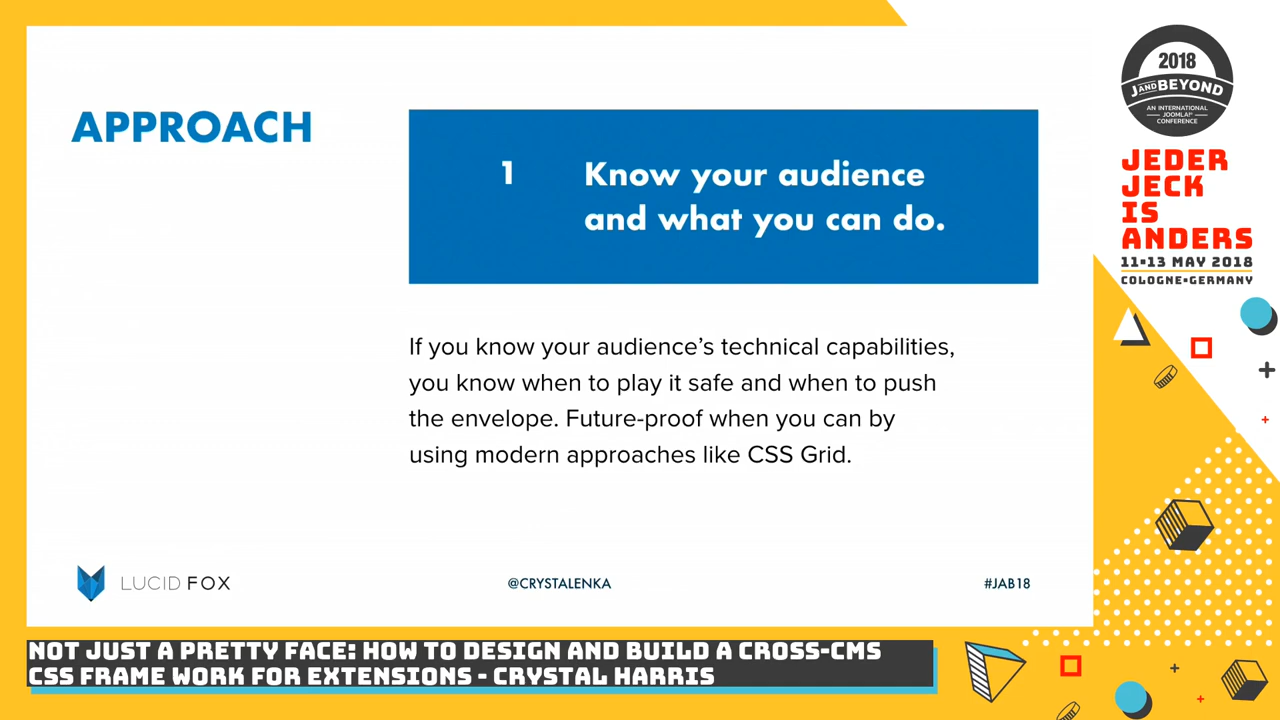 APPROACH
1
Know your audience
and what you can do.
If you know your audience's technical capabilities,
you know when to play it safe and when to push
the envelope. Future-proof when you can by
using modern approaches like CSS Grid.
LUCID FOX
@CRYSTALENKA
#JAB18
2018
J AND BEYOND
AN INTERNATIONAL
JOOMLA!®
CONFERENCE
JEDER
JECK
IS
ANDERS
11-13 MAY 2018
COLOGNE-GERMANY
NOT JUST A PRETTY FACE: HOW TO DESIGN AND BUILD A CROSS-CMS
CSS FRAME WORK FOR EXTENSIONS - CRYSTAL HARRIS